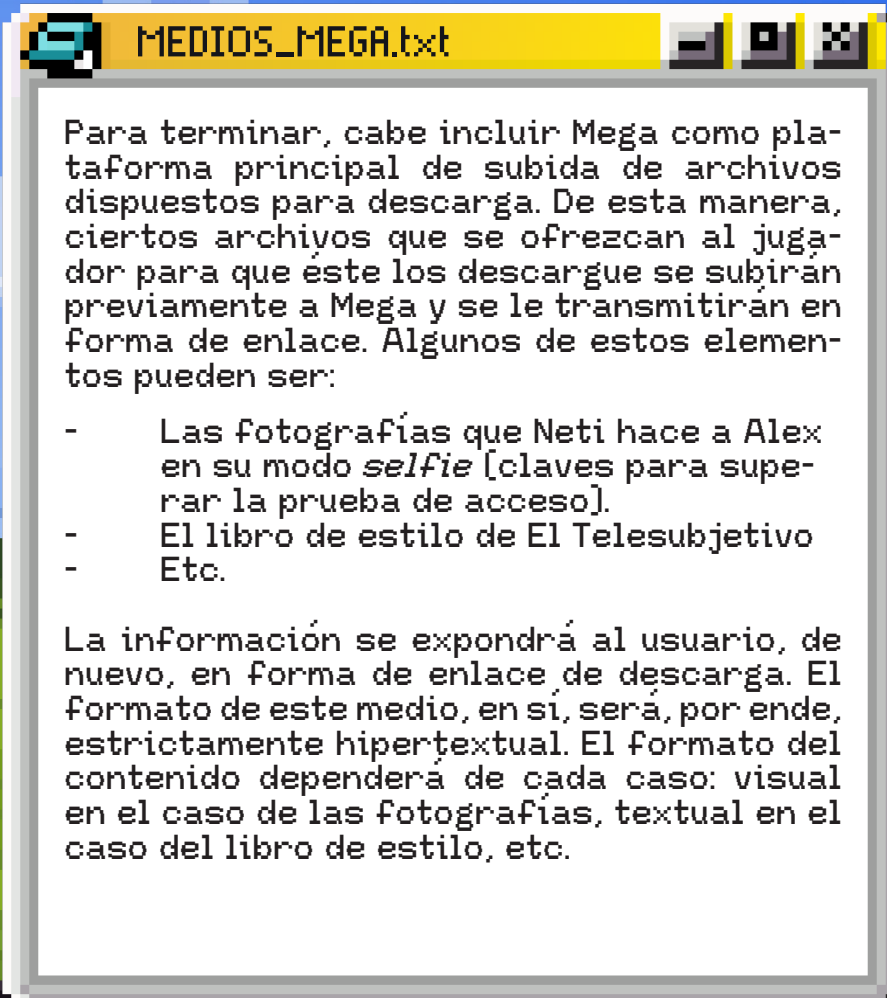 MEDIOS_MEGA.txt
Para terminar, cabe incluir Mega como pla-
taforma principal de subida de archivos
dispuestos para descarga. De esta manera,
ciertos archivos que se ofrezcan al juga-
dor para que éste los descargue se subirán
previamente a Mega y se le transmitirán en
forma de enlace. Algunos de estos elemen-
tos pueden ser:
- Las fotografías que Neti hace a Alex
en su modo selfie (claves para supe-
rar la prueba de acceso).
- El libro de estilo de El Telesubjetivo
- Etc.
La información se expondrá al usuario, de
nuevo, en forma de enlace de descarga. El
formato de este medio, en sí, será, por ende,
estrictamente hipertextual. El formato del
contenido dependerá de cada caso: visual
en el caso de las fotografías, textual en el
caso del libro de estilo, etc.